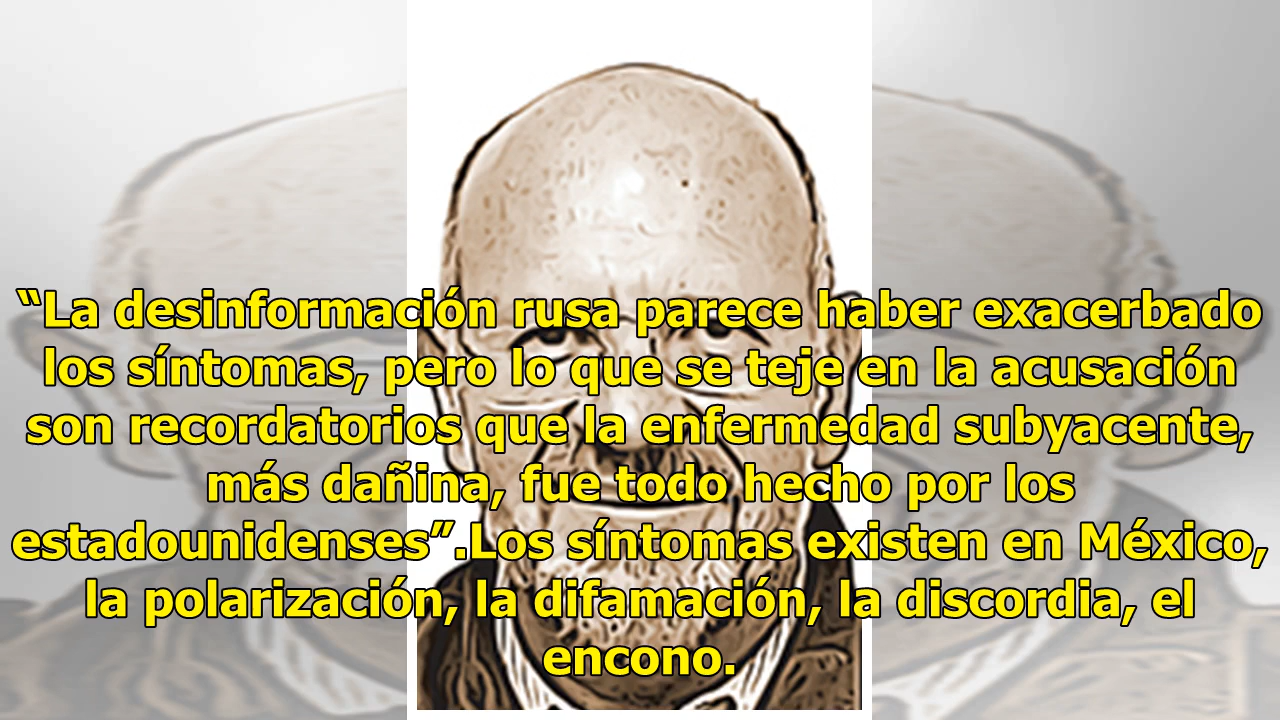 “La desinformación rusa parece haber exacerbado
los síntomas, pero lo que se teje en la acusación
son recordatorios que la enfermedad subyacente,
más dañina, fue todo hecho por los
estadounidenses”.Los síntomas existen en México,
la polarización, la difamación, la discordia, el
encono.